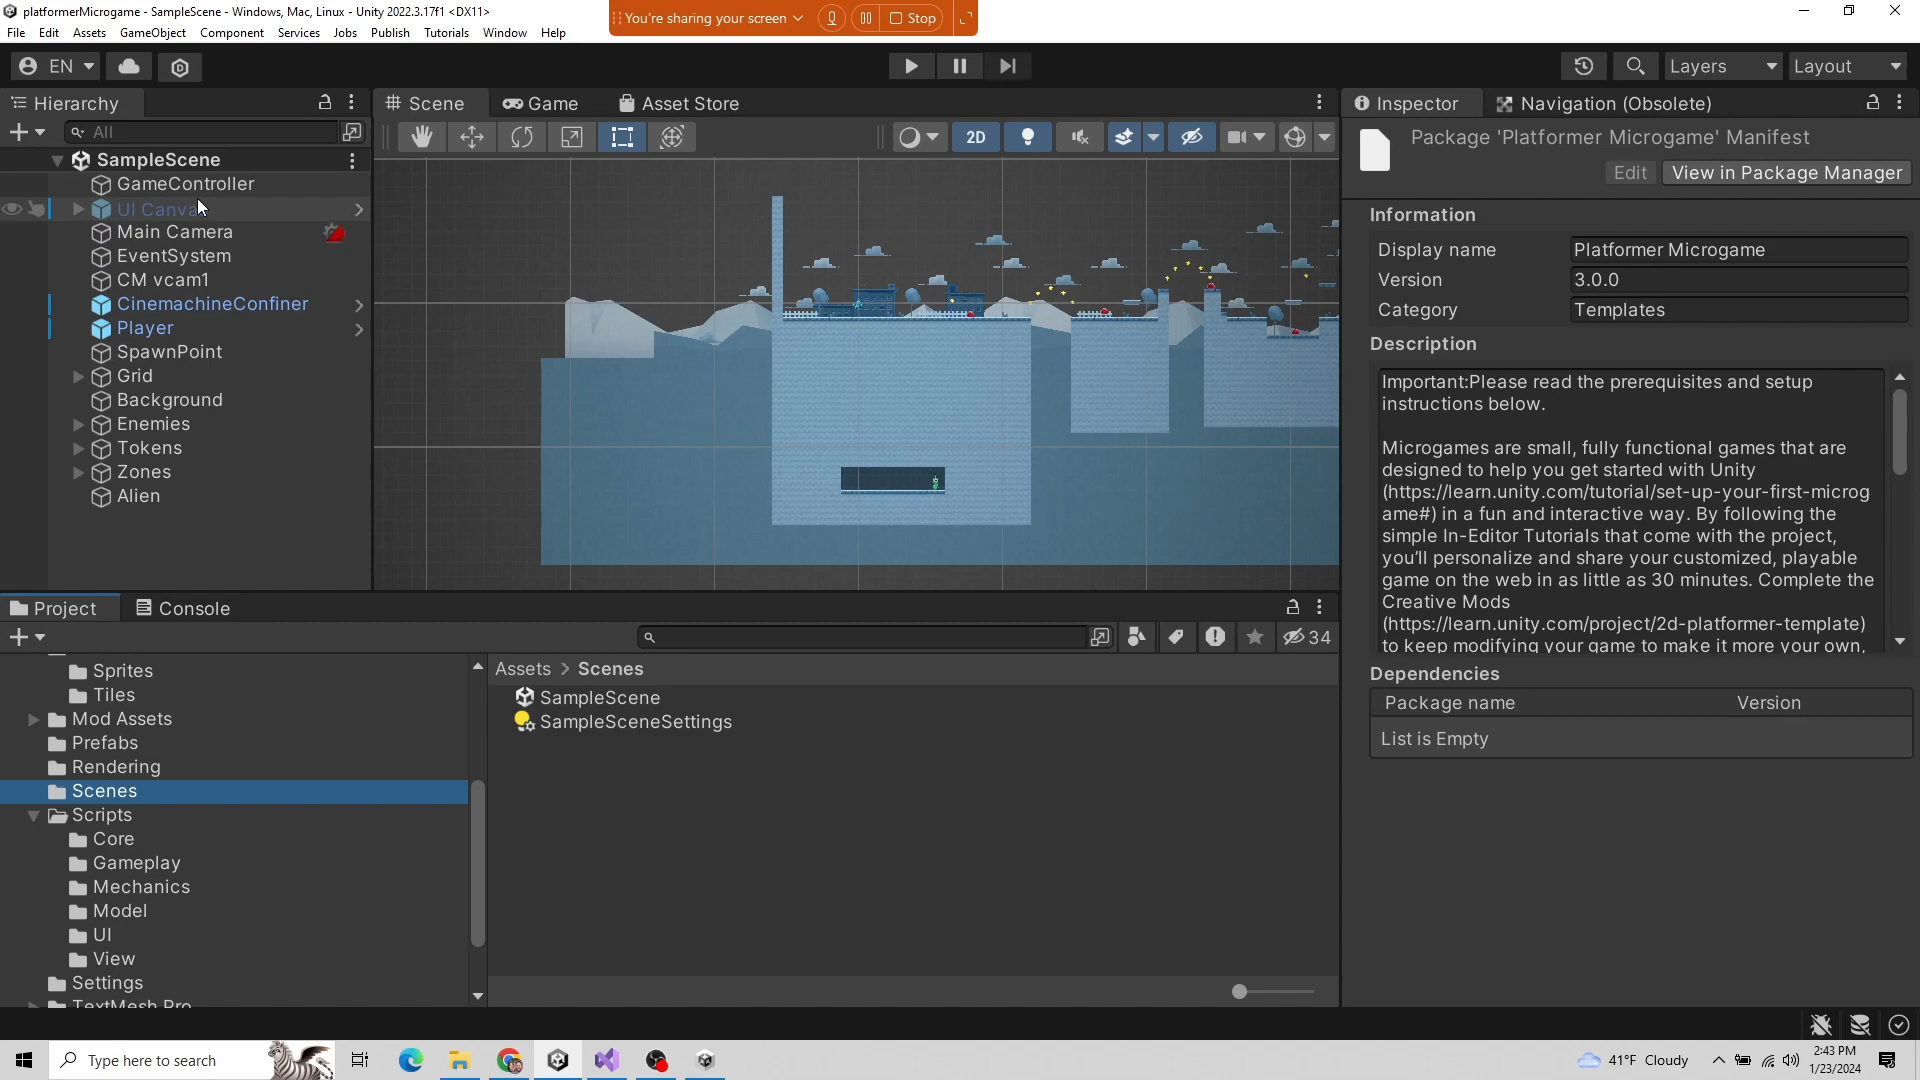 platformerMicrogame - SampleScene - Windows, Mac, Linux - Unity 2022.3.17f1 <DX11>
You're sharing your screen
Stop
File Edit Assets GameObject Component Services Jobs Publish Tutorials Window Help
EN
Layers
Layout
Hierarchy
Scene
Game
Asset Store
Inspector
Navigation (Obsolete)
All
2D
Package 'Platformer Microgame' Manifest
Edit
View in Package Manager
SampleScene
GameController
UI Canva
Main Camera
EventSystem
CM vcam1
CinemachineConfiner
Player
SpawnPoint
Grid
Background
Enemies
Tokens
Zones
Alien
Information
Display name Platformer Microgame
Version 3.0.0
Category Templates
Description
Important:Please read the prerequisites and setup
instructions below.
Microgames are small, fully functional games that are
designed to help you get started with Unity
(https://learn.unity.com/tutorial/set-up-your-first-microg
ame#) in a fun and interactive way. By following the
simple In-Editor Tutorials that come with the project,
you'll personalize and share your customized, playable
game on the web in as little as 30 minutes. Complete the
Creative Mods
(https://learn.unity.com/project/2d-platformer-template)
to keep modifying your game to make it more your own,
Dependencies
Package name Version
List is Empty
Project
Console
34
Sprites
Tiles
Mod Assets
Prefabs
Rendering
Scenes
Scripts
Core
Gameplay
Mechanics
Model
UI
View
Settings
TextMesh Pro
Assets > Scenes
SampleScene
SampleSceneSettings
Type here to search
41°F Cloudy
2:43 PM
1/23/2024